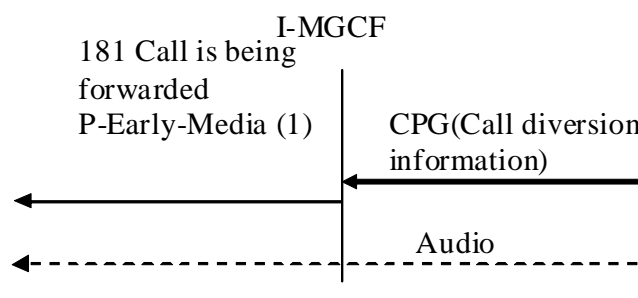 I-MGCF
181 Call is being
forwarded
P-Early-Media (1)
CPG(Call diversion
information)
Audio